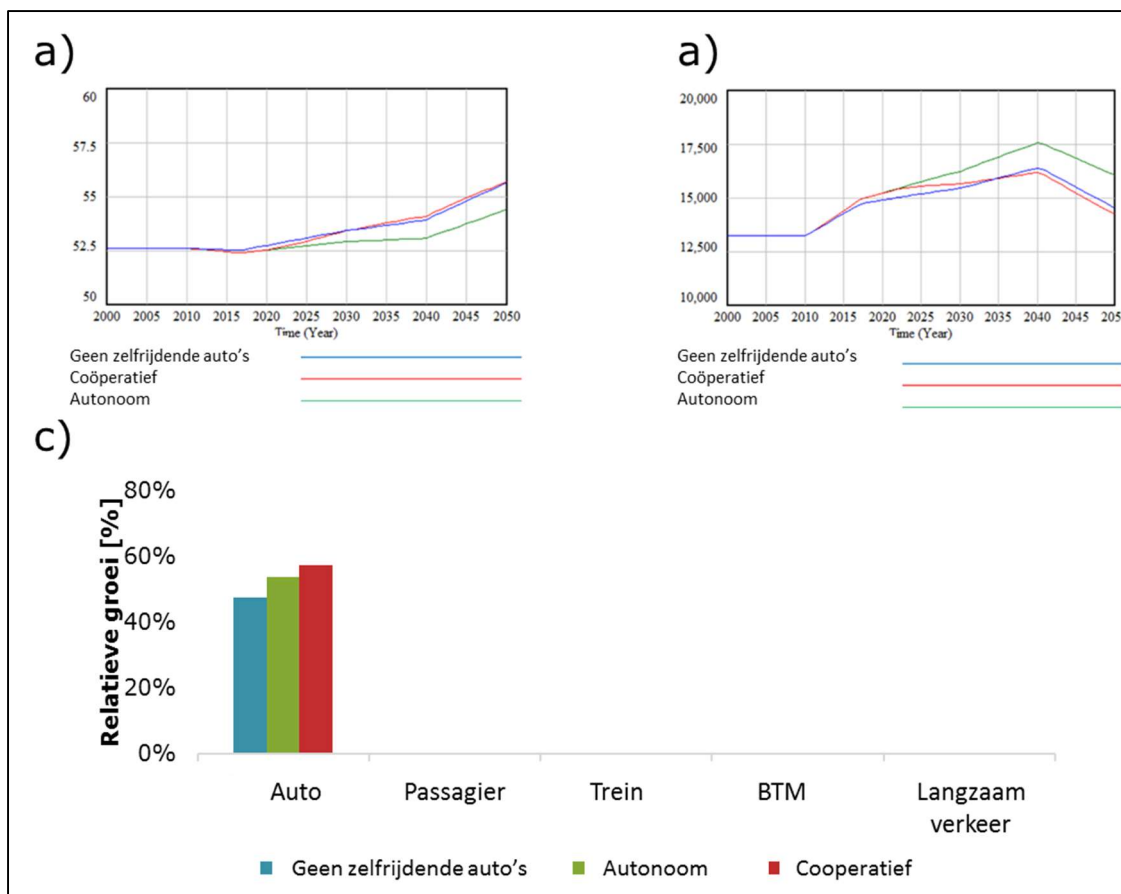 a)
60
57.5
55
52.5
50
2000 2005 2010 2015 2020 2025 2030 2035 2040 2045 2050
Time (Year)
Geen zelfrijdende auto's
Coöperatief
Autonoom
a)
20,000
17,500
15,000
12,500
10,000
2000 2005 2010 2015 2020 2025 2030 2035 2040 2045 205
Time (Year)
Geen zelfrijdende auto's
Coöperatief
Autonoom
c)
Relatieve groei [%]
80%
60%
40%
20%
0%
Auto Passagier Trein BTM Langzaam
verkeer
Geen zelfrijdende auto's Autonoom Cooperatief